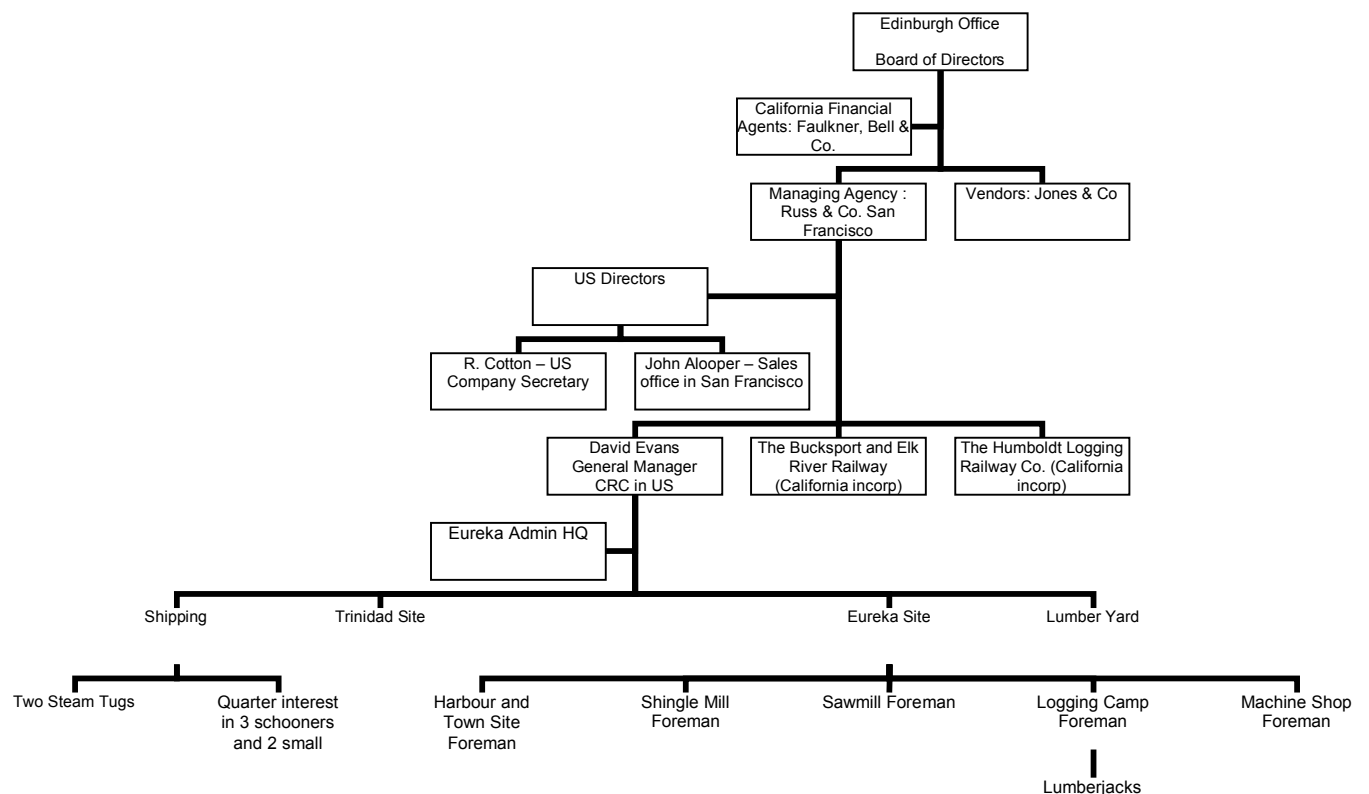 Edinburgh Office
Board of Directors
California Financial
Agents: Faulkner, Bell &
Co.
Managing Agency :
Russ & Co. San
Francisco
Vendors: Jones & Co
US Directors
R. Cotton – US
Company Secretary
John Alooper – Sales
office in San Francisco
David Evans
General Manager
CRC in US
The Bucksport and Elk
River Railway
(California incorp)
The Humboldt Logging
Railway Co. (California
incorp)
Eureka Admin HQ
Shipping
Trinidad Site
Eureka Site
Lumber Yard
Two Steam Tugs
Quarter interest
in 3 schooners
and 2 small
Harbour and
Town Site
Foreman
Shingle Mill
Foreman
Sawmill Foreman
Logging Camp
Foreman
Machine Shop
Foreman
Lumberjacks